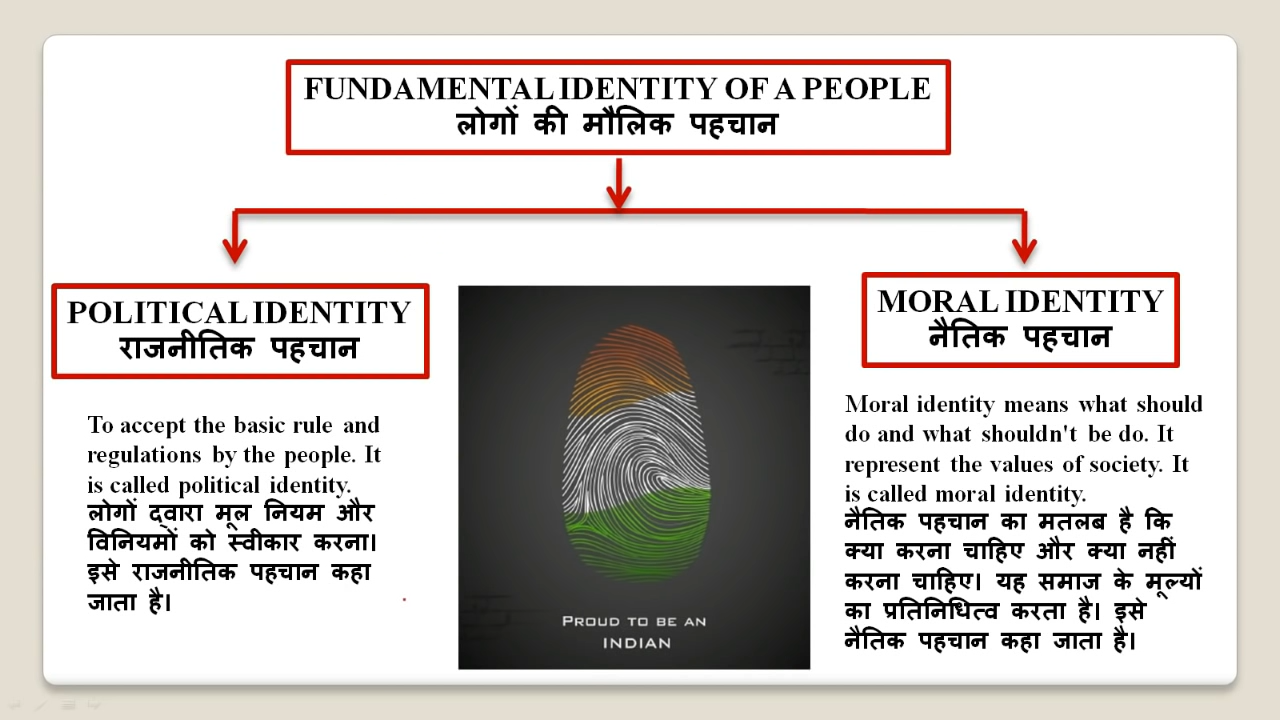 FUNDAMENTAL IDENTITY OF A PEOPLE
लोगों की मौलिक पहचान
POLITICAL IDENTITY
राजनीतिक पहचान
To accept the basic rule and
regulations by the people. It
is called political identity.
लोगों द्वारा मूल नियम और
विनियमों को स्वीकार करना।
इसे राजनीतिक पहचान कहा
जाता है।
PROUD TO BE AN
INDIAN
MORAL IDENTITY
नैतिक पहचान
Moral identity means what should
do and what shouldn't be do. It
represent the values of society. It
is called moral identity.
नैतिक पहचान का मतलब है कि
क्या करना चाहिए और क्या नहीं
करना चाहिए। यह समाज के मूल्यों
का प्रतिनिधित्व करता है। इसे
नैतिक पहचान कहा जाता है।